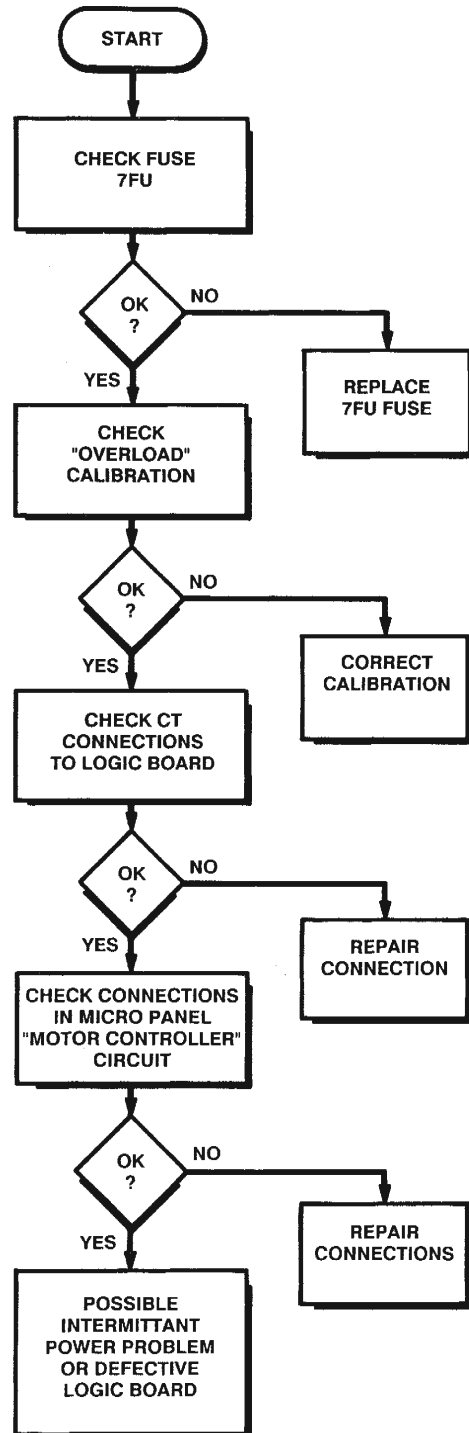 START
CHECK FUSE
7FU
OK
?
NO
YES
REPLACE
7FU FUSE
CHECK
"OVERLOAD"
CALIBRATION
OK
?
NO
YES
CORRECT
CALIBRATION
CHECK CT
CONNECTIONS
TO LOGIC BOARD
OK
?
NO
YES
REPAIR
CONNECTION
CHECK CONNECTIONS
IN MICRO PANEL
"MOTOR CONTROLLER"
CIRCUIT
OK
?
NO
YES
REPAIR
CONNECTIONS
POSSIBLE
INTERMITTANT
POWER PROBLEM
OR DEFECTIVE
LOGIC BOARD